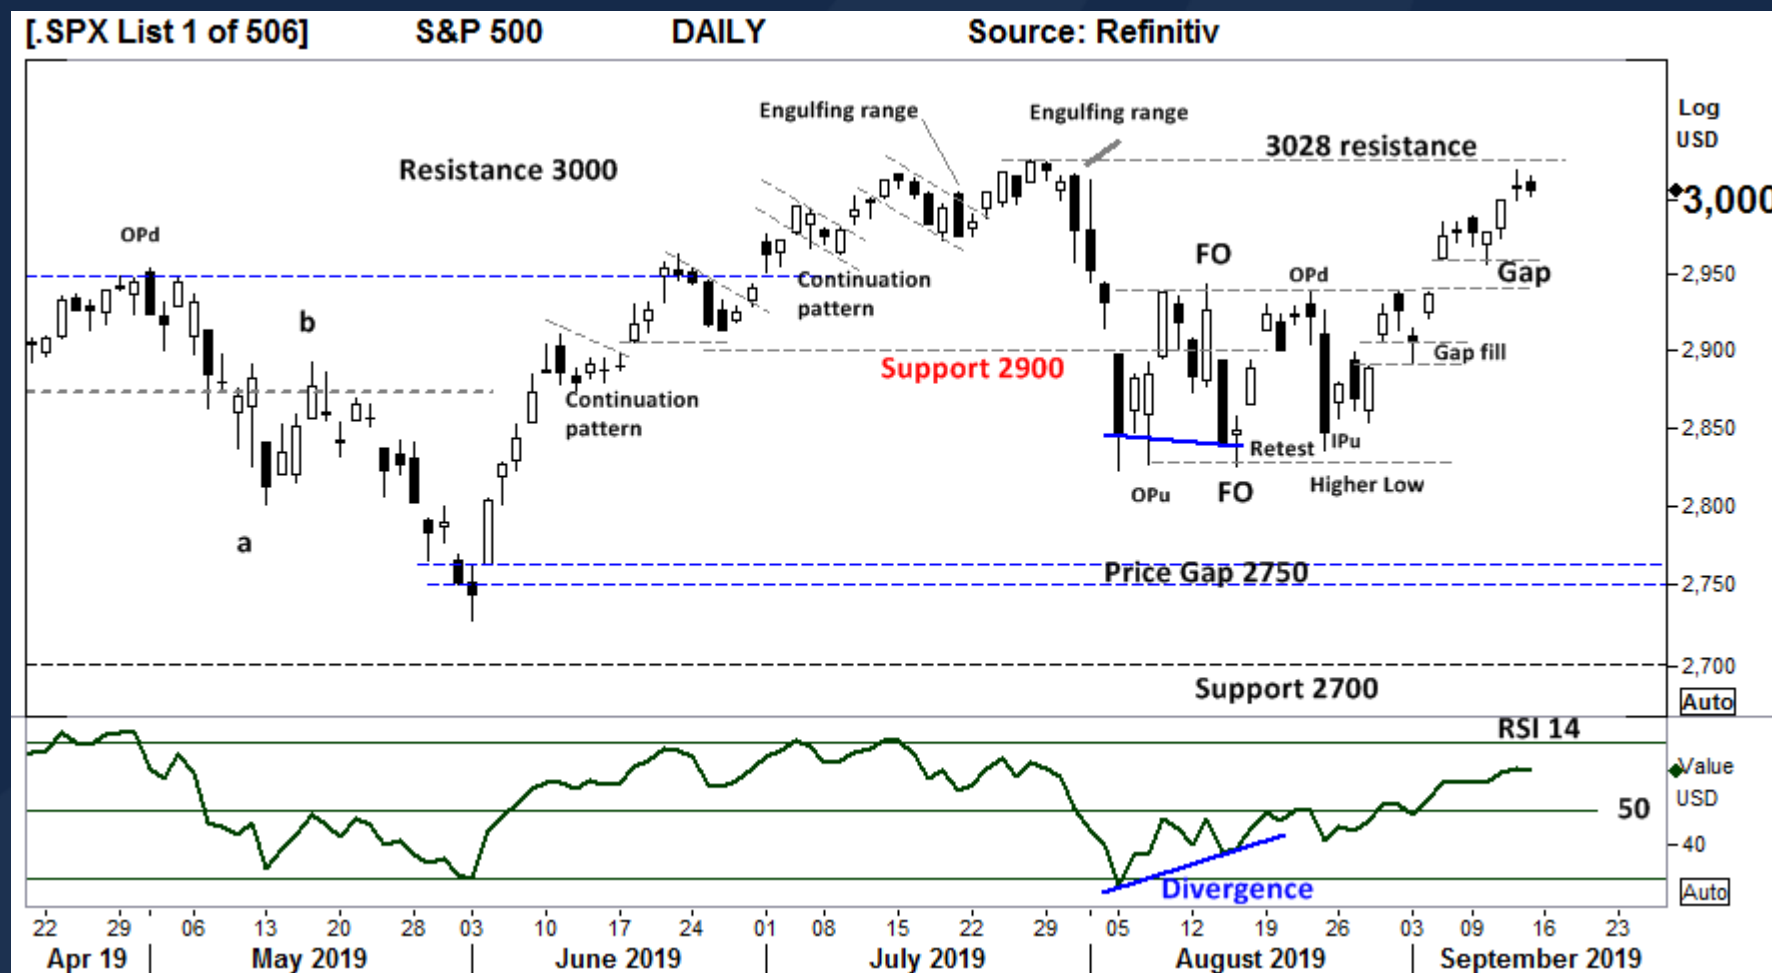 [.SPX List 1 of 506] S&P 500 DAILY Source: Refinitiv
Log
USD
Engulfing range
Engulfing range
3028 resistance
Resistance 3000
3,000
OPd
FO
OPd
Gap
2,950
Continuation
pattern
b
2,900
Gap fill
Support 2900
Continuation
pattern
2,850
Retest
IPu
Higher Low
OPu
FO
2,800
a
Price Gap 2750
2,750
2,700
Support 2700
Auto
RSI 14
Value
USD
50
40
Divergence
Auto
22 29 06 13 20 28 03 10 17 24 01 08 15 22 29 05 12 19 26 03 09 16 23
Apr 19 May 2019 June 2019 July 2019 August 2019 September 2019